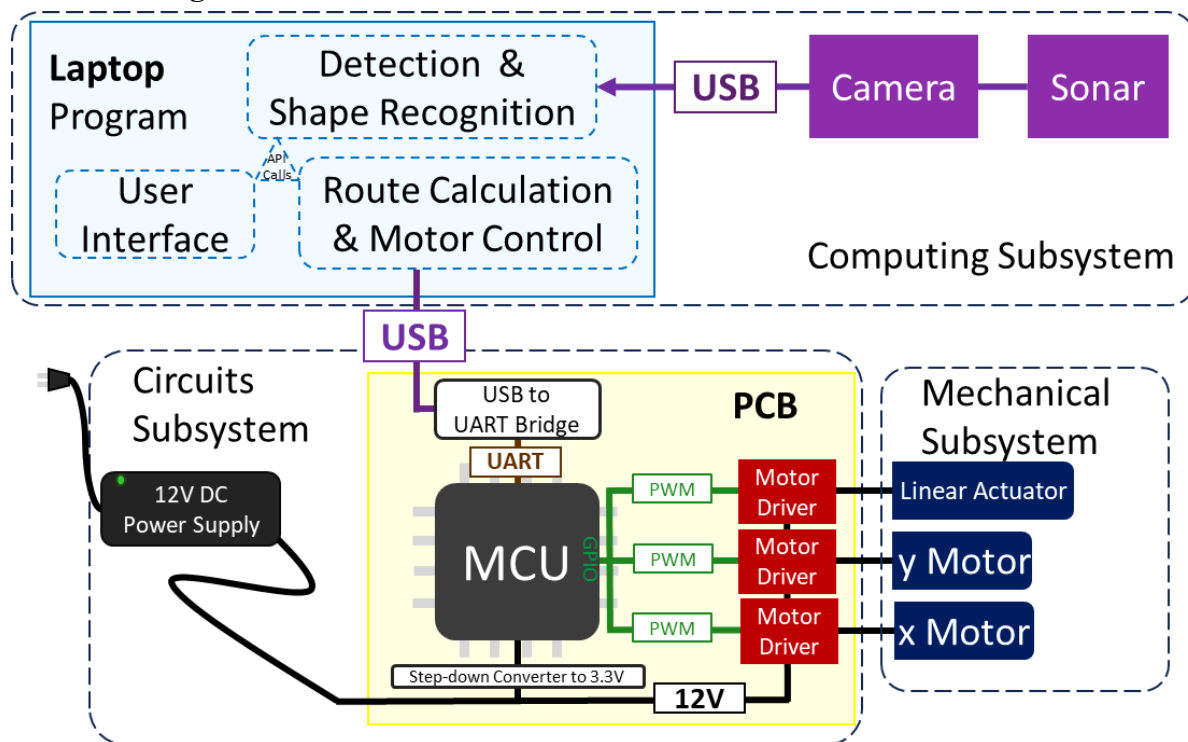 Laptop
Program
Detection &
Shape Recognition
USB
Camera
Sonar
API
Calls
User
Interface
Route Calculation
& Motor Control
Computing Subsystem
USB
Circuits
Subsystem
USB to
UART Bridge
PCB
Mechanical
Subsystem
UART
12V DC
Power Supply
MCU
GPIO
PWM
Motor
Driver
Linear Actuator
PWM
Motor
Driver
y Motor
PWM
Motor
Driver
x Motor
Step-down Converter to 3.3V
12V